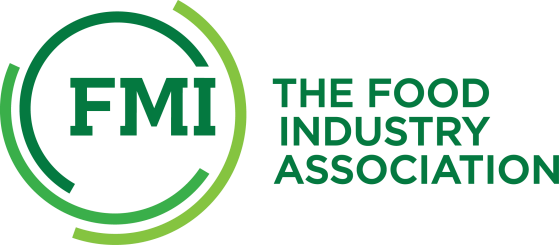 FMI
THE FOOD
INDUSTRY
ASSOCIATION